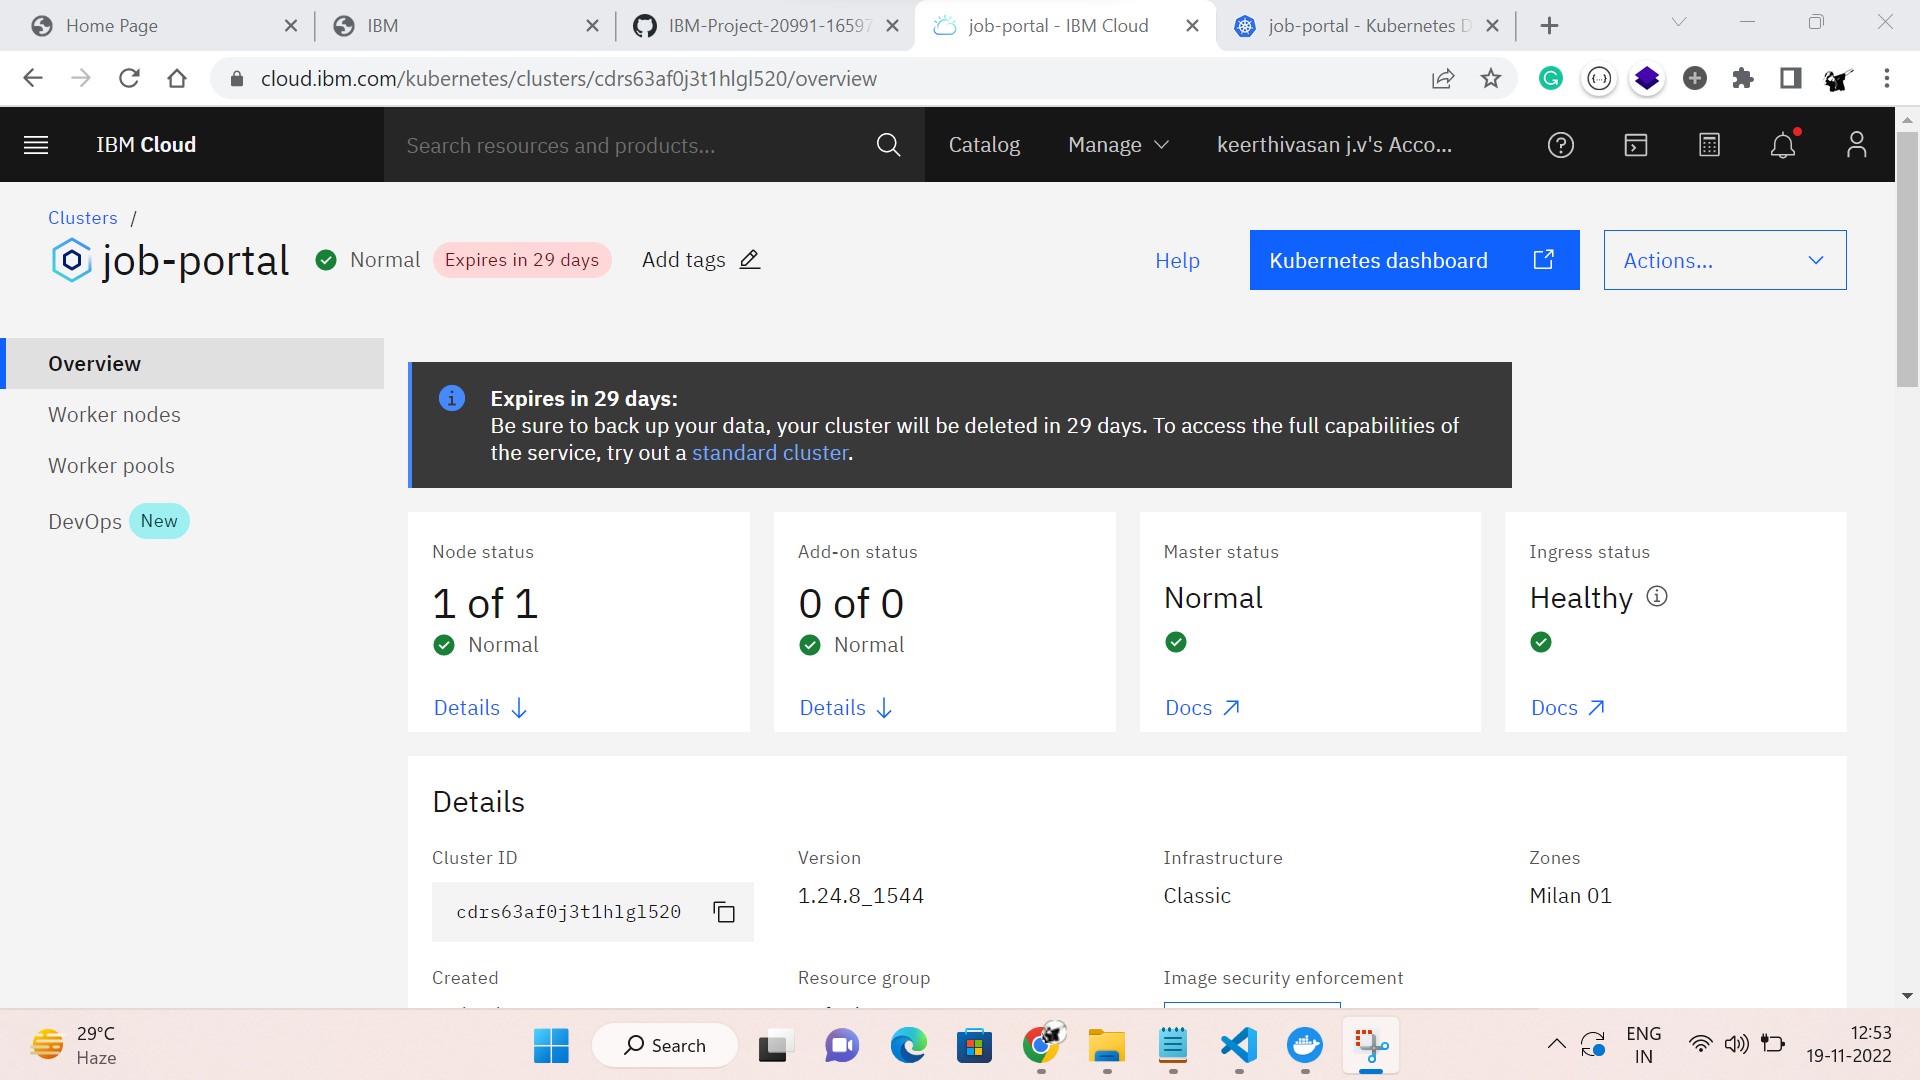 Home Page
IBM
IBM-Project-20991-16597
job-portal - IBM Cloud
job-portal - Kubernetes D
cloud.ibm.com/kubernetes/clusters/cdrs63af0j3t1hlgl520/overview
IBM Cloud
Search resources and products...
Catalog
Manage
keerthivasan j.v's Acco...
Clusters /
job-portal
Normal
Expires in 29 days
Add tags
Help
Kubernetes dashboard
Actions...
Overview
Worker nodes
Worker pools
DevOps New
Expires in 29 days:
Be sure to back up your data, your cluster will be deleted in 29 days. To access the full capabilities of
the service, try out a standard cluster.
Node status
1 of 1
Normal
Details
Add-on status
0 of 0
Normal
Details
Master status
Normal
Docs
Ingress status
Healthy
Docs
Details
Cluster ID
cdrs63af0j3t1hlgl520
Version
1.24.8_1544
Infrastructure
Classic
Zones
Milan 01
Created
Resource group
Image security enforcement
29°C
Haze
Search
ENG
IN
12:53
19-11-2022